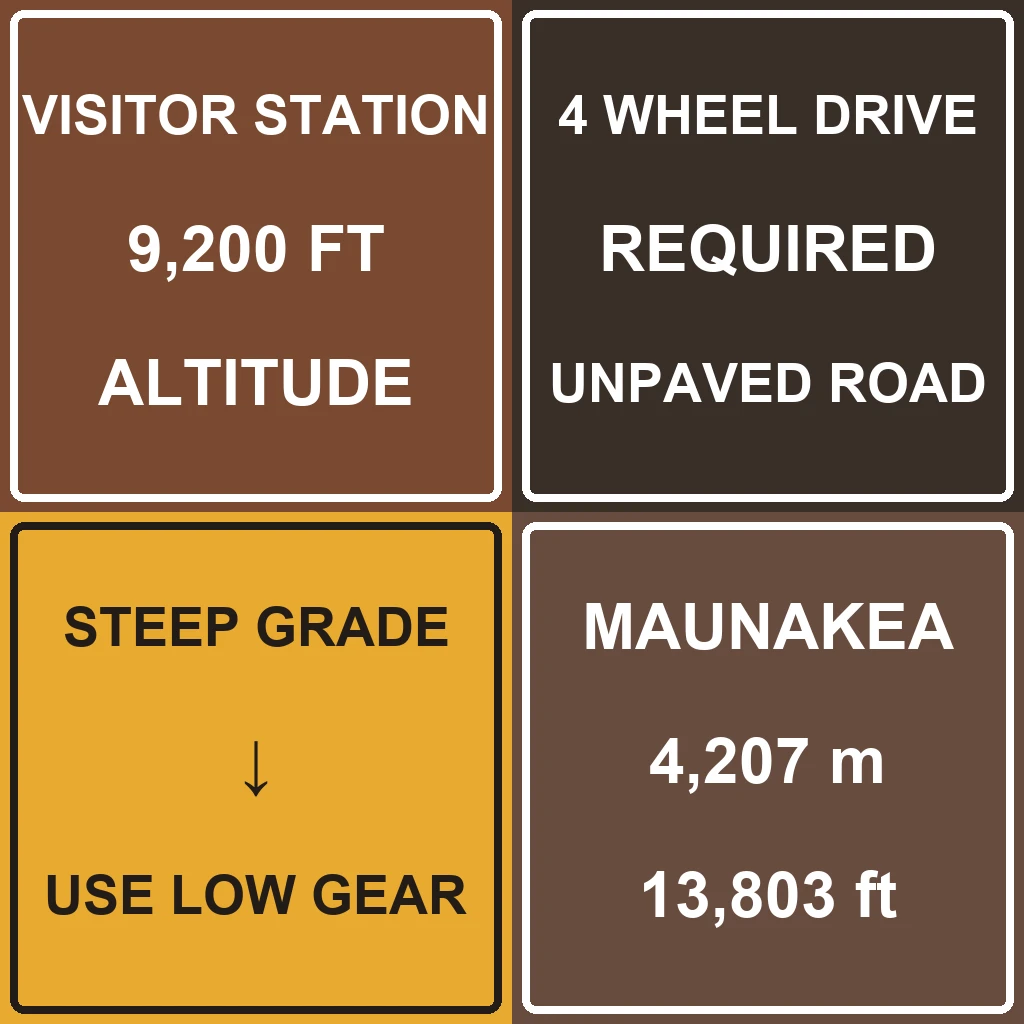 VISITOR STATION
9,200 FT
ALTITUDE
4 WHEEL DRIVE
REQUIRED
UNPAVED ROAD
STEEP GRADE
↓
USE LOW GEAR
MAUNAKEA
4,207 m
13,803 ft